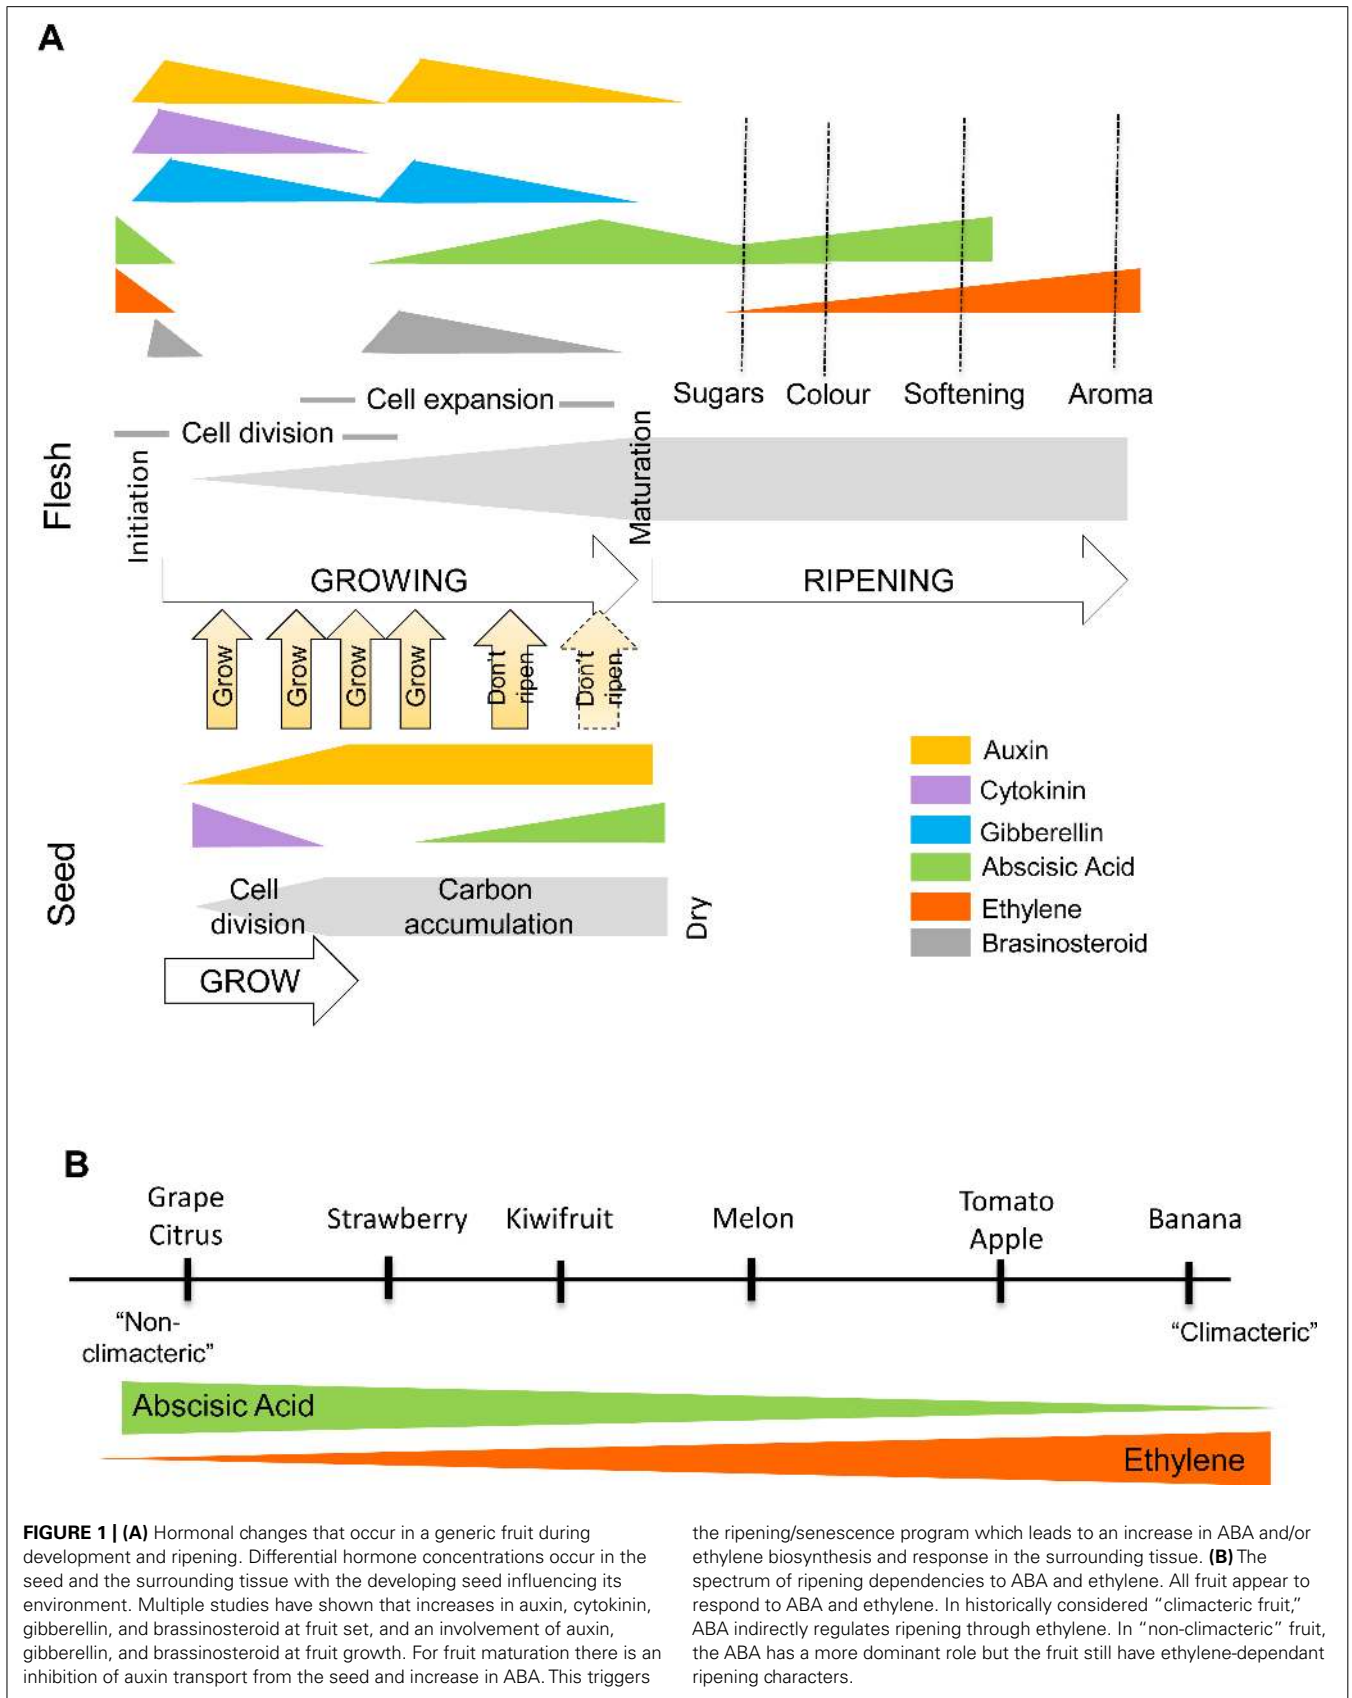 A
Sugars
Colour
Softening
Aroma
Cell expansion
Cell division
Flesh
Initiation
Maturation
GROWING
RIPENING
Grow
Grow
Grow
Grow
Don't
ripen
Don't
ripen
Auxin
Cytokinin
Gibberellin
Abscisic Acid
Ethylene
Brasinosteroid
Seed
Cell
division
Carbon
accumulation
Dry
GROW
B
Grape
Citrus
Strawberry
Kiwifruit
Melon
Tomato
Apple
Banana
“Non-
climacteric”
“Climacteric”
Abscisic Acid
Ethylene
FIGURE 1 | (A) Hormonal changes that occur in a generic fruit during
development and ripening. Differential hormone concentrations occur in the
seed and the surrounding tissue with the developing seed influencing its
environment. Multiple studies have shown that increases in auxin, cytokinin,
gibberellin, and brassinosteroid at fruit set, and an involvement of auxin,
gibberellin, and brassinosteroid at fruit growth. For fruit maturation there is an
inhibition of auxin transport from the seed and increase in ABA. This triggers
the ripening/senescence program which leads to an increase in ABA and/or
ethylene biosynthesis and response in the surrounding tissue. (B) The
spectrum of ripening dependencies to ABA and ethylene. All fruit appear to
respond to ABA and ethylene. In historically considered “climacteric fruit,”
ABA indirectly regulates ripening through ethylene. In “non-climacteric” fruit,
the ABA has a more dominant role but the fruit still have ethylene-dependant
ripening characters.